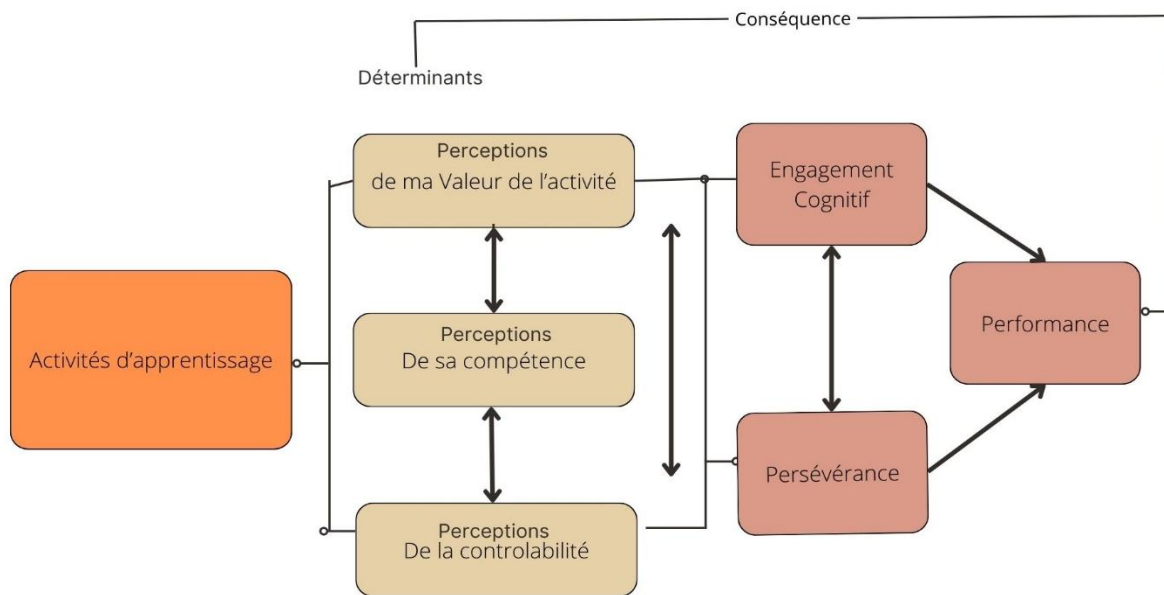 Conséquence
Déterminants
Perceptions
de ma Valeur de l’activité
Engagement
Cognitif
Activités d’apprentissage
Perceptions
De sa compétence
Performance
Persévérance
Perceptions
De la controlabilité